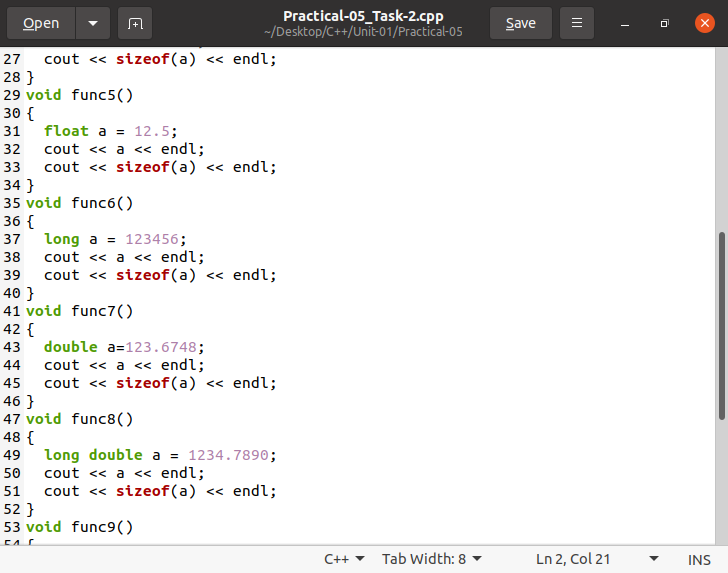 Open
Practical-05_Task-2.cpp
~/Desktop/C++/Unit-01/Practical-05
Save
27 cout << sizeof(a) << endl;
28 }
29 void func5()
30 {
31 float a = 12.5;
32 cout << a << endl;
33 cout << sizeof(a) << endl;
34 }
35 void func6()
36 {
37 long a = 123456;
38 cout << a << endl;
39 cout << sizeof(a) << endl;
40 }
41 void func7()
42 {
43 double a=123.6748;
44 cout << a << endl;
45 cout << sizeof(a) << endl;
46 }
47 void func8()
48 {
49 long double a = 1234.7890;
50 cout << a << endl;
51 cout << sizeof(a) << endl;
52 }
53 void func9()
54 {
C++ Tab Width: 8 Ln 2, Col 21 INS